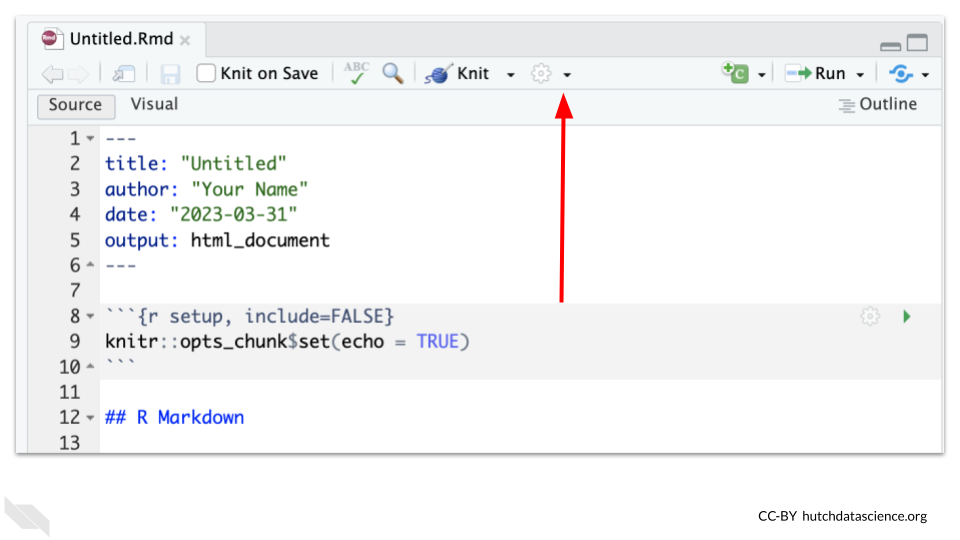 Untitled.Rmd
Knit on Save ABC Knit C Run
Source Visual Outline
1 ---
2 title: "Untitled"
3 author: "Your Name"
4 date: "2023-03-31"
5 output: html_document
6 ---
7
8 ```{r setup, include=FALSE}
9 knitr::opts_chunk$set(echo = TRUE)
10 ```
11
12 ## R Markdown
13
CC-BY hutchdatascience.org